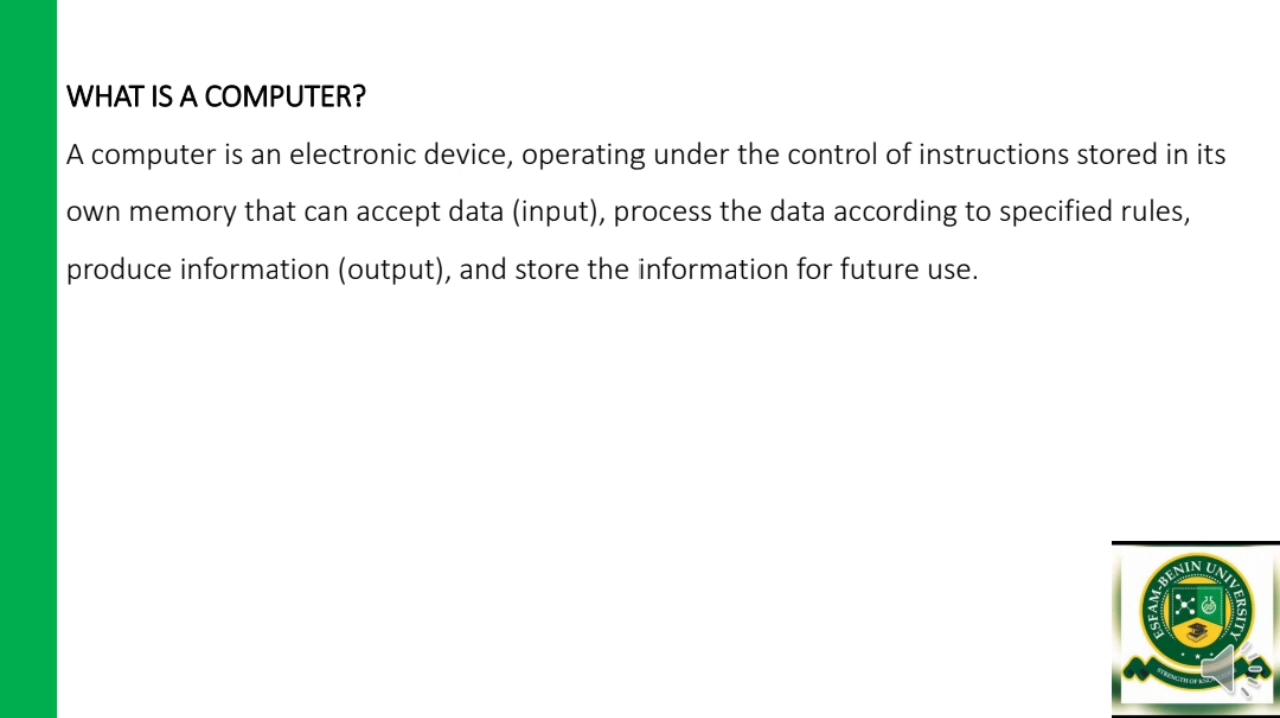 WHAT IS A COMPUTER?
A computer is an electronic device, operating under the control of instructions stored in its
own memory that can accept data (input), process the data according to specified rules,
produce information (output), and store the information for future use.
ESFAM-BENIN UNIVERSITY
STRENGTH OF